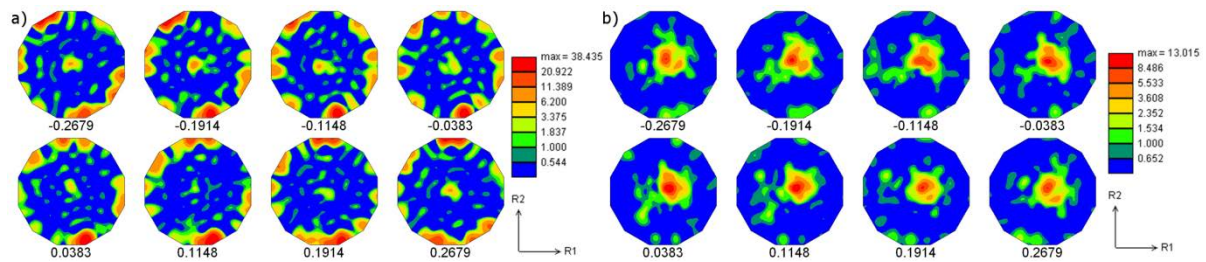 a)
-0.2679 -0.1914 -0.1148 -0.0383
0.0383 0.1148 0.1914 0.2679
max = 38.435
20.922
11.389
6.200
3.375
1.837
1.000
0.544
R2
R1
b)
-0.2679 -0.1914 -0.1148 -0.0383
0.0383 0.1148 0.1914 0.2679
max = 13.015
8.486
5.533
3.608
2.352
1.534
1.000
0.652
R2
R1